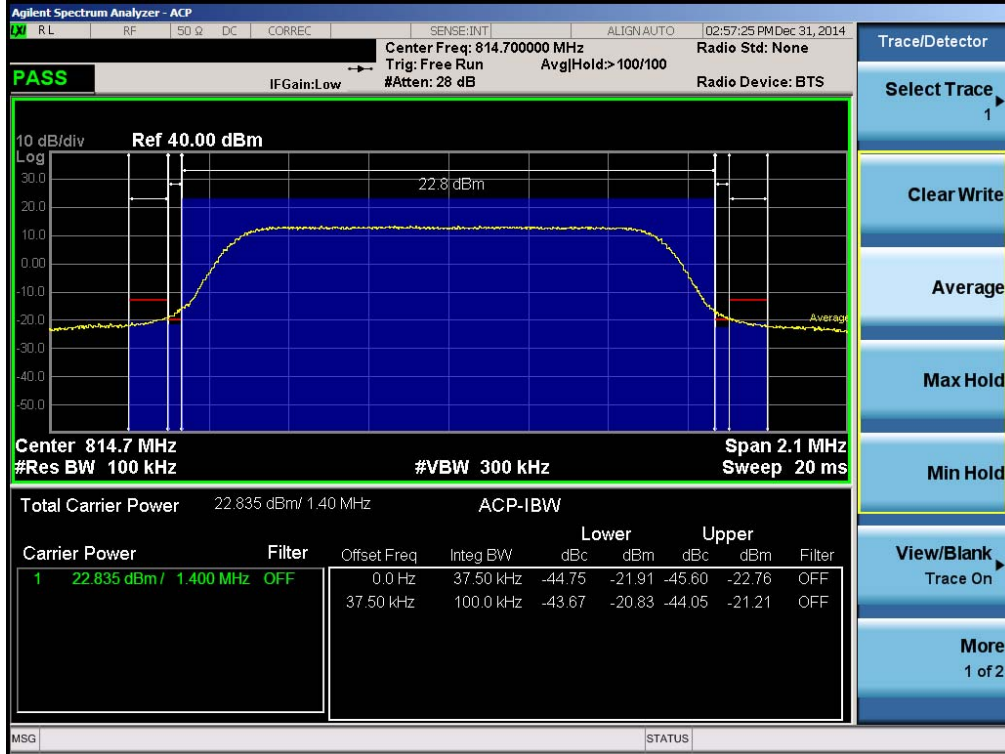 Agilent Spectrum Analyzer - ACP
LXI RL RF 50 Ω DC CORREC SENSE:INT ALIGN AUTO 02:57:25 PM Dec 31, 2014
Trace/Detector
Center Freq: 814.700000 MHz Radio Std: None
Trig: Free Run Avg|Hold:> 100/100
PASS IFGain:Low #Atten: 28 dB Radio Device: BTS
Select Trace
1
10 dB/div Ref 40.00 dBm
Log
30.0
22.8 dBm
20.0
Clear Write
10.0
0.00
-10.0
Average
-20.0
Average
-30.0
-40.0
Max Hold
-50.0
Center 814.7 MHz Span 2.1 MHz
#Res BW 100 kHz #VBW 300 kHz Sweep 20 ms
Min Hold
Total Carrier Power 22.835 dBm/ 1.40 MHz ACP-IBW
Lower Upper
Carrier Power Filter Offset Freq Integ BW dBc dBm dBc dBm Filter
1 22.835 dBm / 1.400 MHz OFF 0.0 Hz 37.50 kHz -44.75 -21.91 -45.60 -22.76 OFF
37.50 kHz 100.0 kHz -43.67 -20.83 -44.05 -21.21 OFF
View/Blank
Trace On
More
1 of 2
MSG STATUS